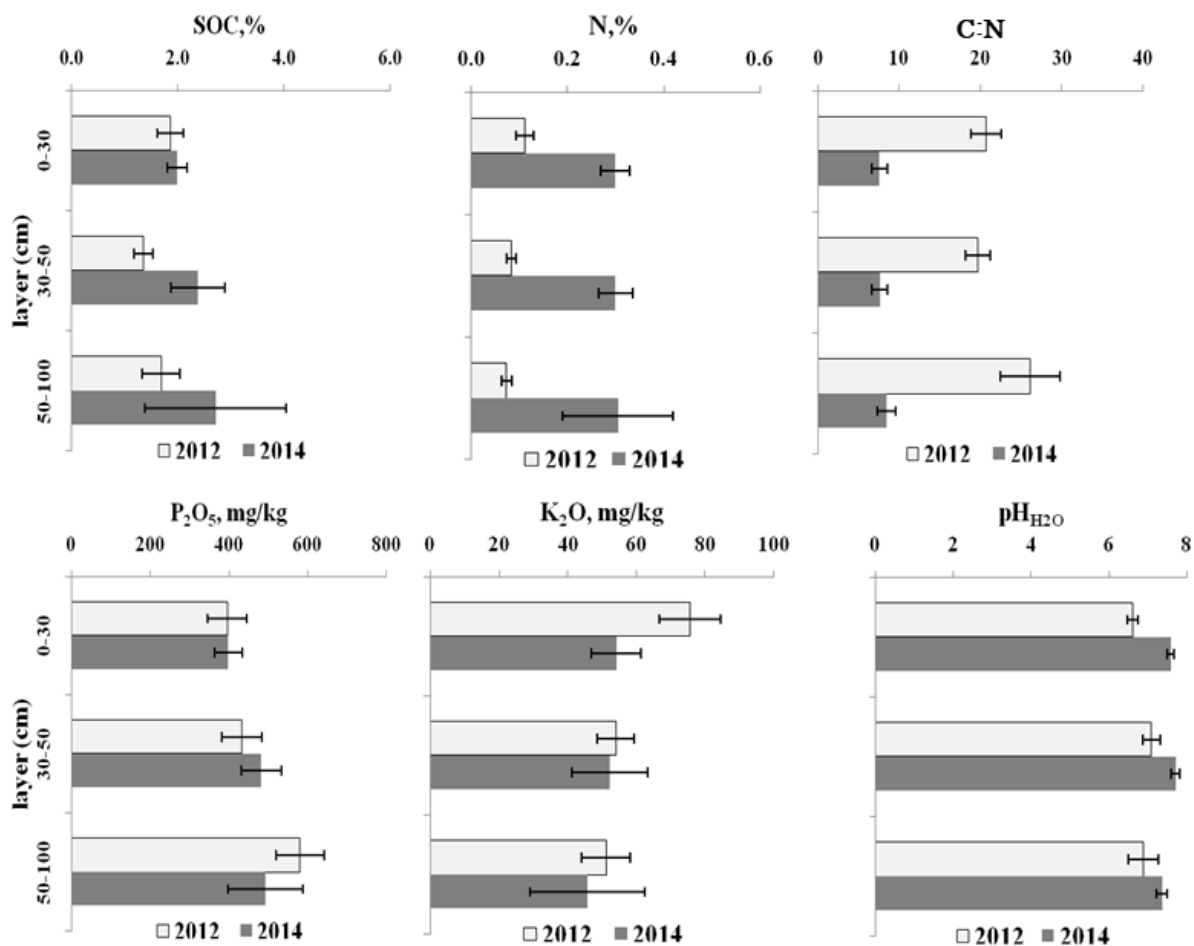 SOC,%
0.0 2.0 4.0 6.0
layer (cm)
0-30
30-50
50-100
2012 2014
N,%
0.0 0.2 0.4 0.6
2012 2014
C:N
0 10 20 30 40
2012 2014
P₂O₅, mg/kg
0 200 400 600 800
layer (cm)
0-30
30-50
50-100
2012 2014
K₂O, mg/kg
0 20 40 60 80 100
2012 2014
pH_H2O
0 2 4 6 8
2012 2014